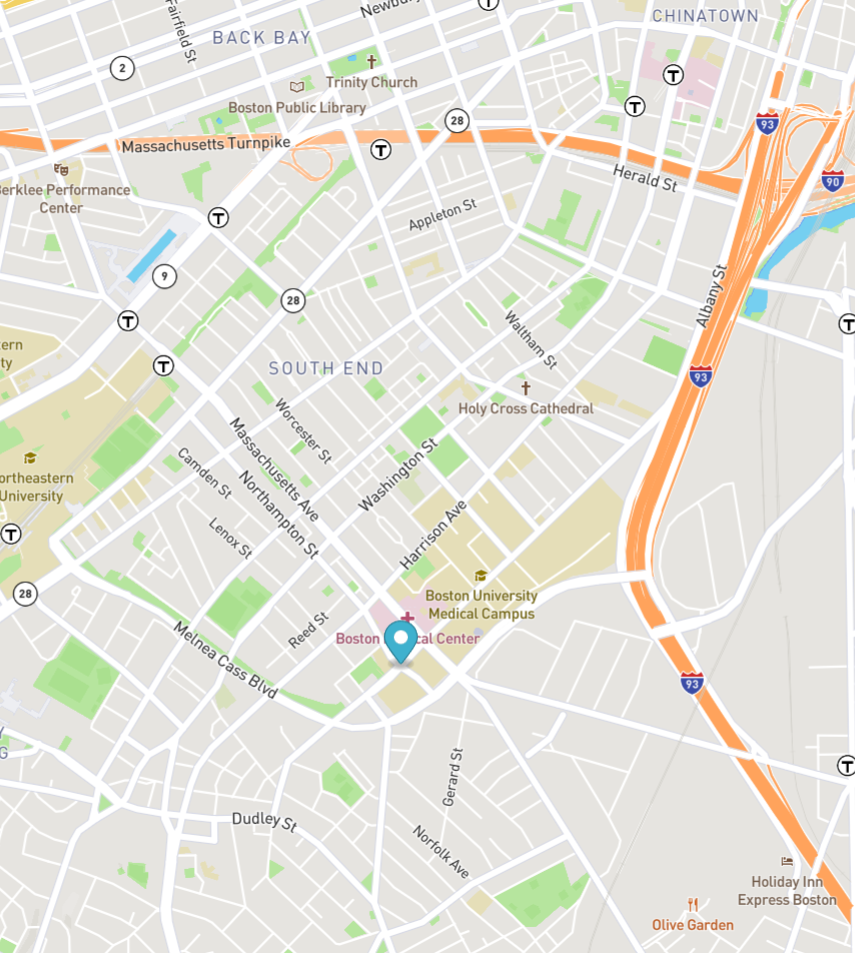 Newbury
CHINATOWN
Fairfield St
BACK BAY
2
T
Trinity Church
Boston Public Library
28
93
Massachusetts Turnpike
Herald St
90
Berklee Performance
Center
Appleton St
9
28
Albany St
Waltham St
SOUTH END
93
Holy Cross Cathedral
Worcester St
Massachusetts Ave
Washington St
Camden St
Northampton St
ortheastern
University
Harrison Ave
Lenox St
28
Boston University
Medical Campus
Reed St
Boston
cal Center
Melnea Cass Blvd
93
Gerard St
Dudley St
Norfolk Ave
Holiday Inn
Express Boston
Olive Garden
T
T
T
T
T
T
T
T
T
T
ern
ty
G